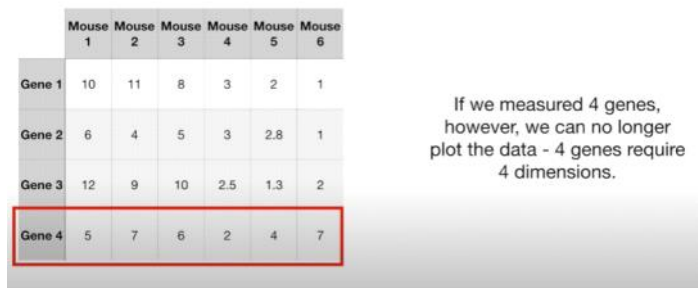 Mouse Mouse Mouse Mouse Mouse Mouse
1 2 3 4 5 6
Gene 1 10 11 8 3 2 1
Gene 2 6 4 5 3 2.8 1
Gene 3 12 9 10 2.5 1.3 2
Gene 4 5 7 6 2 4 7
If we measured 4 genes,
however, we can no longer
plot the data - 4 genes require
4 dimensions.